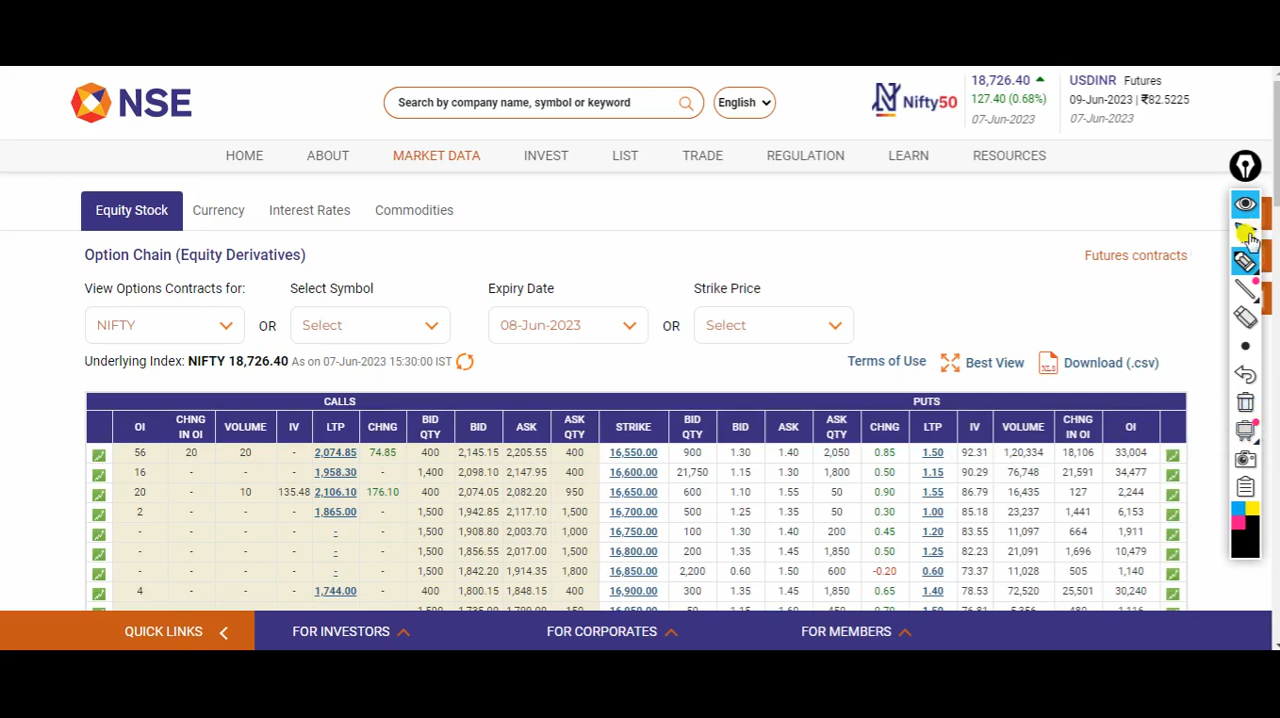 NSE
Search by company name, symbol or keyword
English
Nifty50
18,726.40
127.40 (0.68%)
07-Jun-2023
USDINR Futures
09-Jun-2023 | ₹82.5225
07-Jun-2023
HOME ABOUT MARKET DATA INVEST LIST TRADE REGULATION LEARN RESOURCES
Equity Stock Currency Interest Rates Commodities
Option Chain (Equity Derivatives) Futures contracts
View Options Contracts for: Select Symbol Expiry Date Strike Price
NIFTY OR Select 08-Jun-2023 OR Select
Underlying Index: NIFTY 18,726.40 As on 07-Jun-2023 15:30:00 IST Terms of Use Best View XLS Download (.csv)
CALLS PUTS
OI CHNG IN OI VOLUME IV LTP CHNG BID QTY BID ASK ASK QTY STRIKE BID QTY BID ASK ASK QTY CHNG LTP IV VOLUME CHNG IN OI OI
56 20 20 - 2,074.85 74.85 400 2,145.15 2,205.55 400 16,550.00 900 1.30 1.40 2,050 0.85 1.50 92.31 1,20,334 18,106 33,004
16 - - - 1,958.30 - 1,400 2,098.10 2,147.95 400 16,600.00 21,750 1.10 1.30 1,800 0.50 1.15 90.29 76,748 21,591 34,477
20 - 10 135.48 2,106.10 176.10 400 2,074.05 2,082.20 950 16,650.00 600 1.10 1.55 50 0.90 1.55 86.79 16,435 127 2,244
2 - - - 1,865.00 - 1,500 1,942.85 2,117.10 1,500 16,700.00 500 1.25 1.35 50 0.30 1.00 85.18 23,237 1,441 6,153
- - - - - - 1,500 1,908.80 2,003.70 1,000 16,750.00 100 1.30 1.40 200 0.45 1.20 83.55 11,097 664 1,911
- - - - - - 1,500 1,856.55 2,017.00 1,500 16,800.00 200 1.35 1.45 1,850 0.50 1.25 82.23 21,091 1,696 10,479
- - - - - - 1,500 1,842.20 1,914.35 1,800 16,850.00 2,200 0.60 1.50 600 -0.20 0.60 73.37 11,028 505 1,140
4 - - - 1,744.00 - 400 1,800.15 1,848.15 400 16,900.00 300 1.35 1.45 1,850 0.65 1.40 78.53 72,520 25,501 30,240
QUICK LINKS FOR INVESTORS FOR CORPORATES FOR MEMBERS